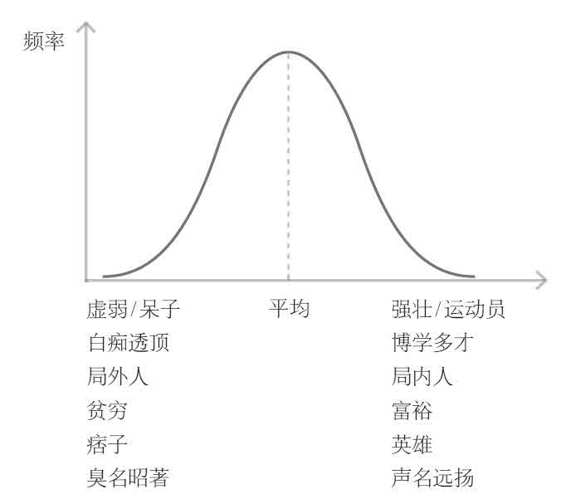 频率
虚弱/呆子 平均 强壮/运动员
白痴透顶 博学多才
局外人 局内人
贫穷 富裕
痞子 英雄
臭名昭著 声名远扬